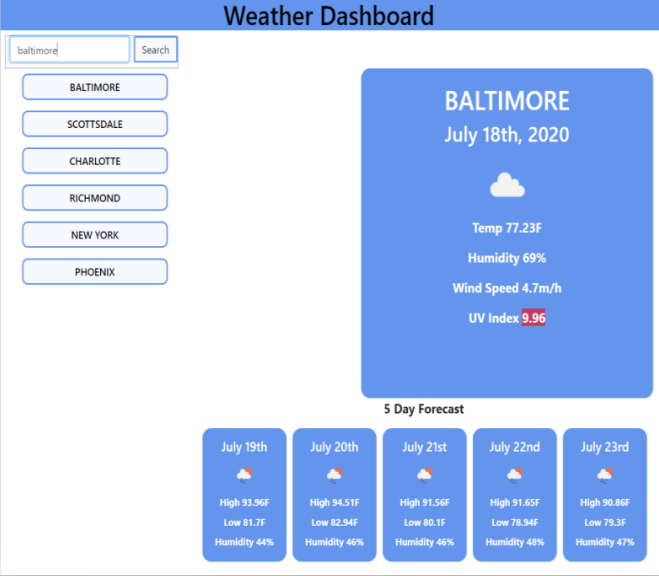 Weather Dashboard
baltimore
Search
BALTIMORE
SCOTTSDALE
CHARLOTTE
RICHMOND
NEW YORK
PHOENIX
BALTIMORE
July 18th, 2020
Temp 77.23F
Humidity 69%
Wind Speed 4.7m/h
UV Index 9.96
5 Day Forecast
July 19th
High 93.96F
Low 81.7F
Humidity 44%
July 20th
High 94.51F
Low 82.94F
Humidity 46%
July 21st
High 91.56F
Low 80.1F
Humidity 46%
July 22nd
High 91.65F
Low 78.94F
Humidity 48%
July 23rd
High 90.86F
Low 79.3F
Humidity 47%